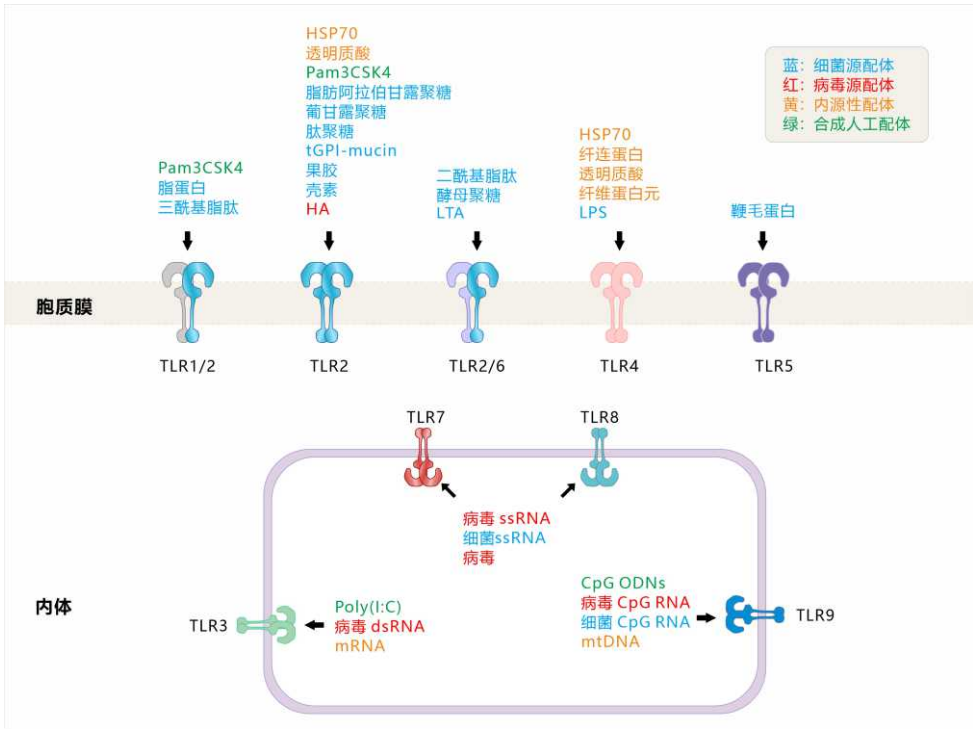 HSP70
透明质酸
Pam3CSK4
脂肪阿拉伯甘露聚糖
葡甘露聚糖
肽聚糖
tGPI-mucin
果胶
壳素
HA
蓝：细菌源配体
红：病毒源配体
黄：内源性配体
绿：合成人工配体
Pam3CSK4
脂蛋白
三酰基脂肽
二酰基脂肽
酵母聚糖
LTA
HSP70
纤连蛋白
透明质酸
纤维蛋白元
LPS
鞭毛蛋白
胞质膜
TLR1/2
TLR2
TLR2/6
TLR4
TLR5
TLR7
TLR8
病毒 ssRNA
细菌ssRNA
病毒
内体
TLR3
Poly(I:C)
病毒 dsRNA
mRNA
CpG ODNs
病毒 CpG RNA
细菌 CpG RNA
mtDNA
TLR9